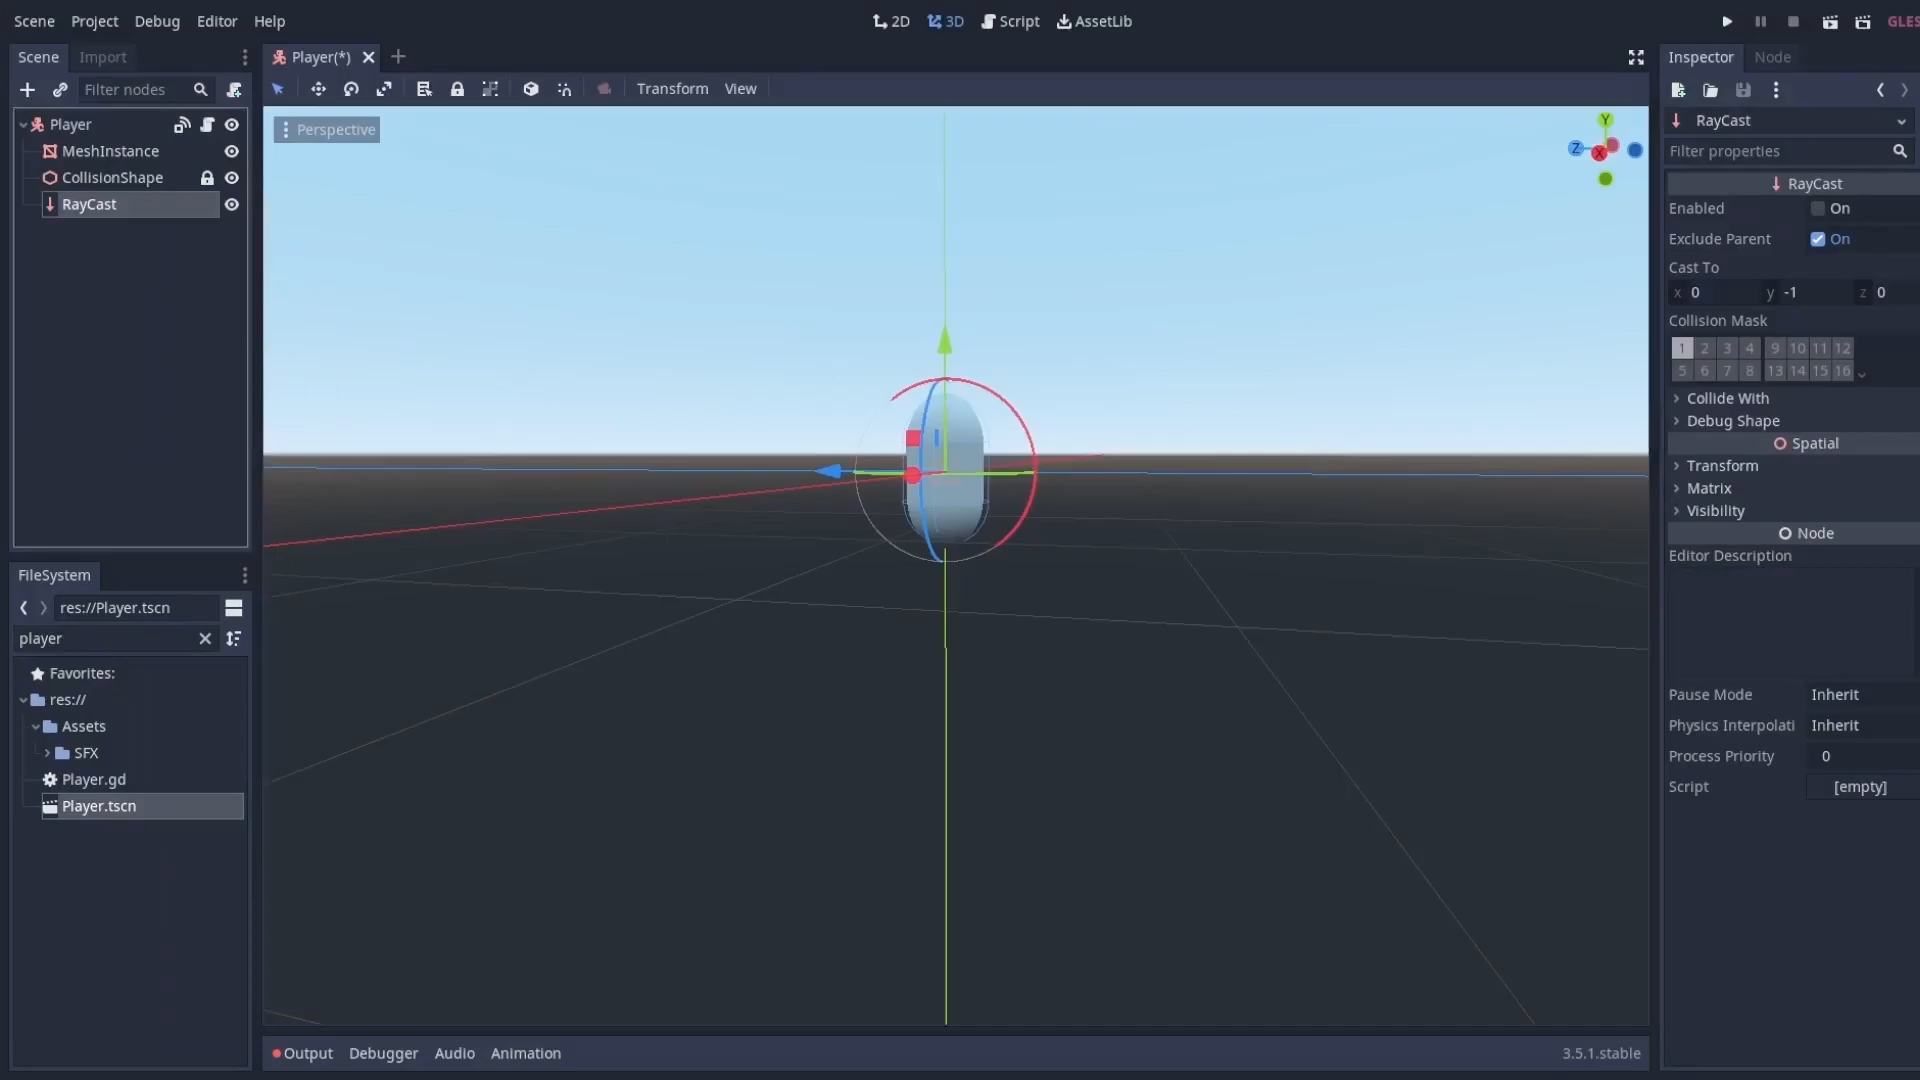 Scene Project Debug Editor Help
2D 3D Script AssetLib
GLES
Scene Import
Player(*)
Inspector Node
Filter nodes
Transform View
Player
MeshInstance
CollisionShape
RayCast
Perspective
Y
Z
X
RayCast
Filter properties
RayCast
Enabled On
Exclude Parent On
Cast To
x 0 y -1 z 0
Collision Mask
1 2 3 4 9 10 11 12
5 6 7 8 13 14 15 16
Collide With
Debug Shape
Spatial
Transform
Matrix
Visibility
Node
Editor Description
Pause Mode Inherit
Physics Interpolati Inherit
Process Priority 0
Script [empty]
FileSystem
res://Player.tscn
player
Favorites:
res://
Assets
SFX
Player.gd
Player.tscn
Output Debugger Audio Animation
3.5.1.stable